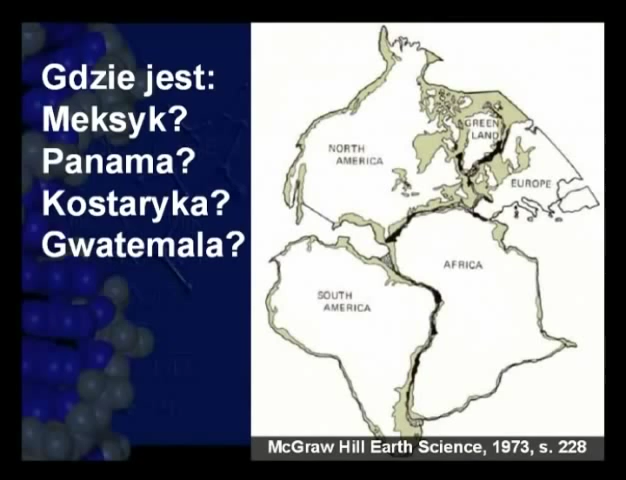 Gdzie jest:
Meksyk?
Panama?
Kostaryka?
Gwatemala?
GREEN
LAND
NORTH
AMERICA
EUROPE
AFRICA
SOUTH
AMERICA
McGraw Hill Earth Science, 1973, s. 228